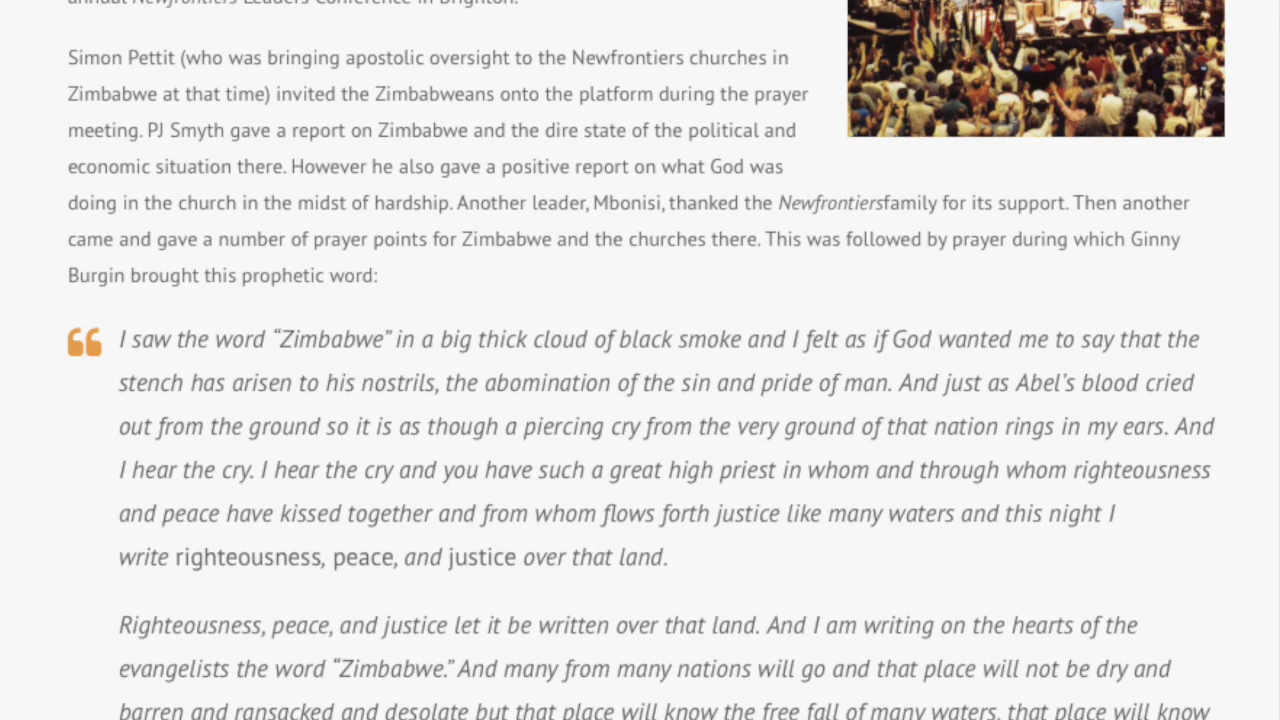 annual Newfrontiers Leaders Conference in Brighton.
Simon Pettit (who was bringing apostolic oversight to the Newfrontiers churches in
Zimbabwe at that time) invited the Zimbabweans onto the platform during the prayer
meeting. PJ Smyth gave a report on Zimbabwe and the dire state of the political and
economic situation there. However he also gave a positive report on what God was
doing in the church in the midst of hardship. Another leader, Mbonisi, thanked the Newfrontiersfamily for its support. Then another
came and gave a number of prayer points for Zimbabwe and the churches there. This was followed by prayer during which Ginny
Burgin brought this prophetic word:
I saw the word “Zimbabwe” in a big thick cloud of black smoke and I felt as if God wanted me to say that the
stench has arisen to his nostrils, the abomination of the sin and pride of man. And just as Abel’s blood cried
out from the ground so it is as though a piercing cry from the very ground of that nation rings in my ears. And
I hear the cry. I hear the cry and you have such a great high priest in whom and through whom righteousness
and peace have kissed together and from whom flows forth justice like many waters and this night I
write righteousness, peace, and justice over that land.
Righteousness, peace, and justice let it be written over that land. And I am writing on the hearts of the
evangelists the word “Zimbabwe.” And many from many nations will go and that place will not be dry and
barren and ransacked and desolate but that place will know the free fall of many waters, that place will know